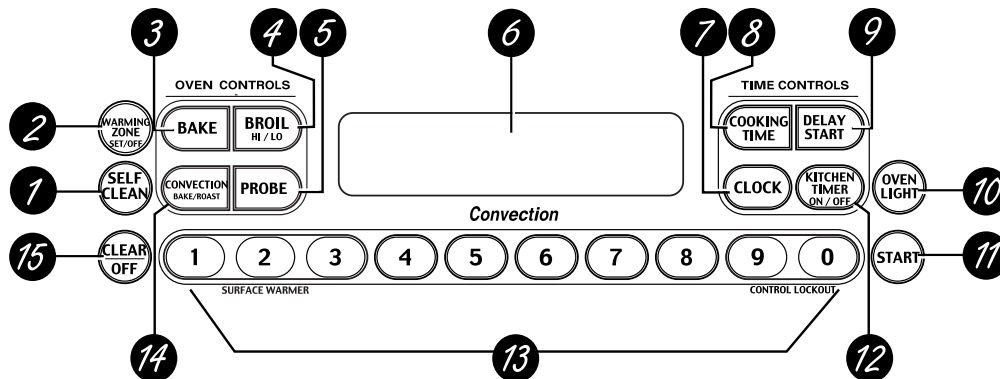 3 4 5 6 7 8 9
OVEN CONTROLS
TIME CONTROLS
2
WARMING
ZONE
SET/OFF
BAKE
BROIL
HI / LO
COOKING
TIME
DELAY
START
1
SELF
CLEAN
CONVECTION
BAKE/ROAST
PROBE
CLOCK
KITCHEN
TIMER
ON / OFF
OVEN
LIGHT
10
Convection
15
CLEAR
OFF
1 2 3 4 5 6 7 8 9 0
START
11
SURFACE WARMER
CONTROL LOCKOUT
14 13 12